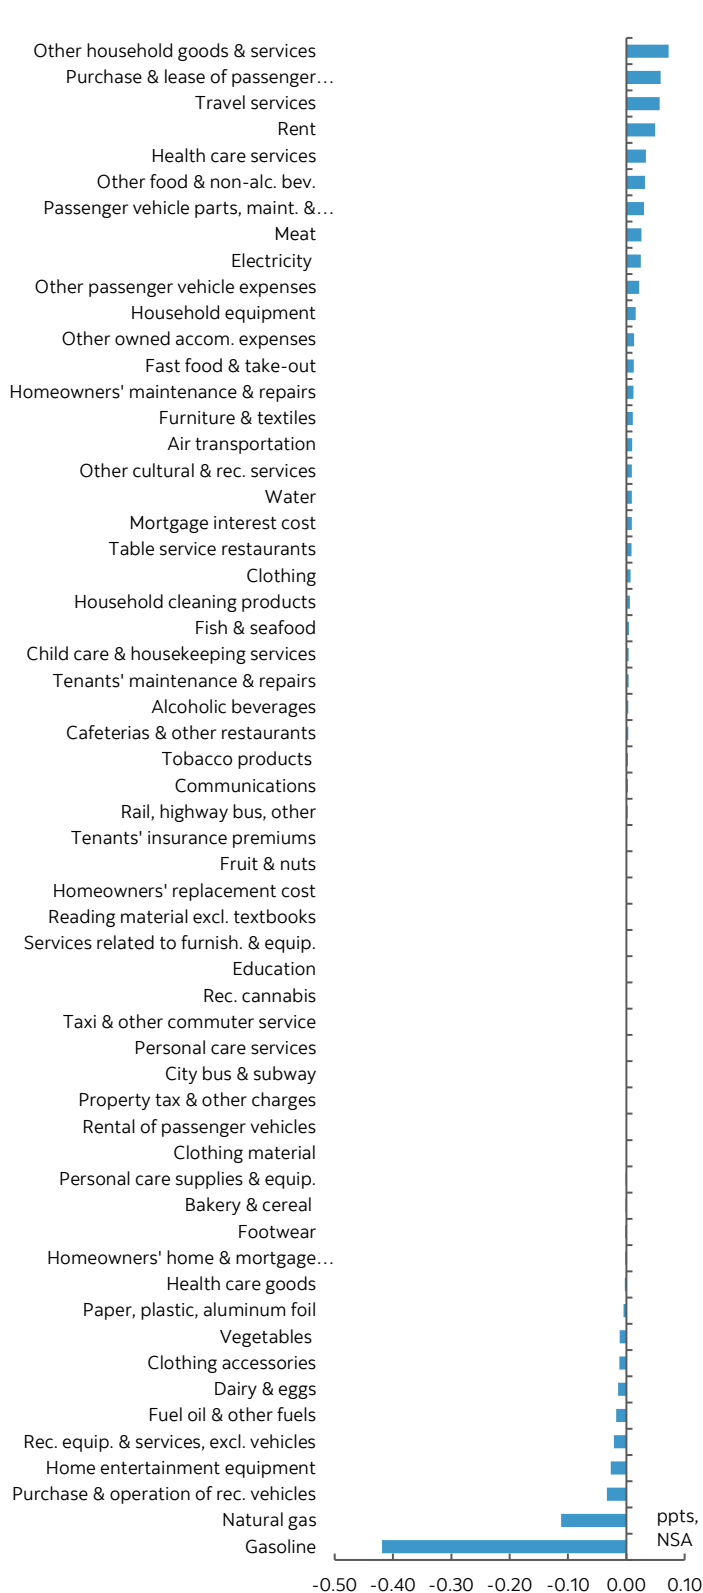 Other household goods & services
Purchase & lease of passenger…
Travel services
Rent
Health care services
Other food & non-alc. bev.
Passenger vehicle parts, maint. &…
Meat
Electricity
Other passenger vehicle expenses
Household equipment
Other owned accom. expenses
Fast food & take-out
Homeowners' maintenance & repairs
Furniture & textiles
Air transportation
Other cultural & rec. services
Water
Mortgage interest cost
Table service restaurants
Clothing
Household cleaning products
Fish & seafood
Child care & housekeeping services
Tenants' maintenance & repairs
Alcoholic beverages
Cafeterias & other restaurants
Tobacco products
Communications
Rail, highway bus, other
Tenants' insurance premiums
Fruit & nuts
Homeowners' replacement cost
Reading material excl. textbooks
Services related to furnish. & equip.
Education
Rec. cannabis
Taxi & other commuter service
Personal care services
City bus & subway
Property tax & other charges
Rental of passenger vehicles
Clothing material
Personal care supplies & equip.
Bakery & cereal
Footwear
Homeowners' home & mortgage…
Health care goods
Paper, plastic, aluminum foil
Vegetables
Clothing accessories
Dairy & eggs
Fuel oil & other fuels
Rec. equip. & services, excl. vehicles
Home entertainment equipment
Purchase & operation of rec. vehicles
Natural gas
Gasoline
ppts,
NSA
-0.50 -0.40 -0.30 -0.20 -0.10 0.00 0.10